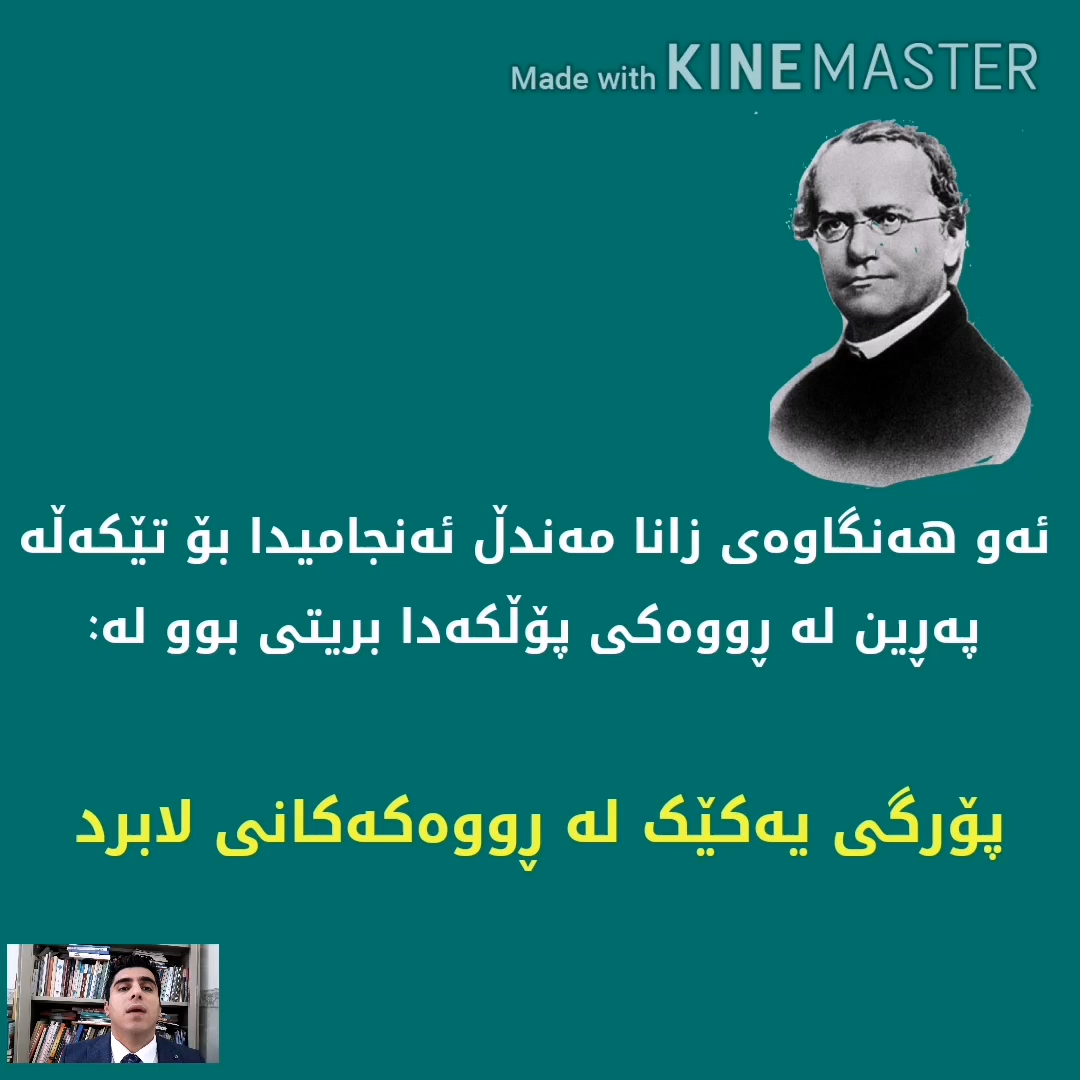 Made with KINEMASTER
ئەو هەنگاوەی زانا مەندڵ ئەنجامیدا بۆ تێکەڵە
پەڕین لە ڕووەکی پۆڵکەدا بریتی بوو لە:
پۆرگی یەکێک لە ڕووەکەکانی لابرد